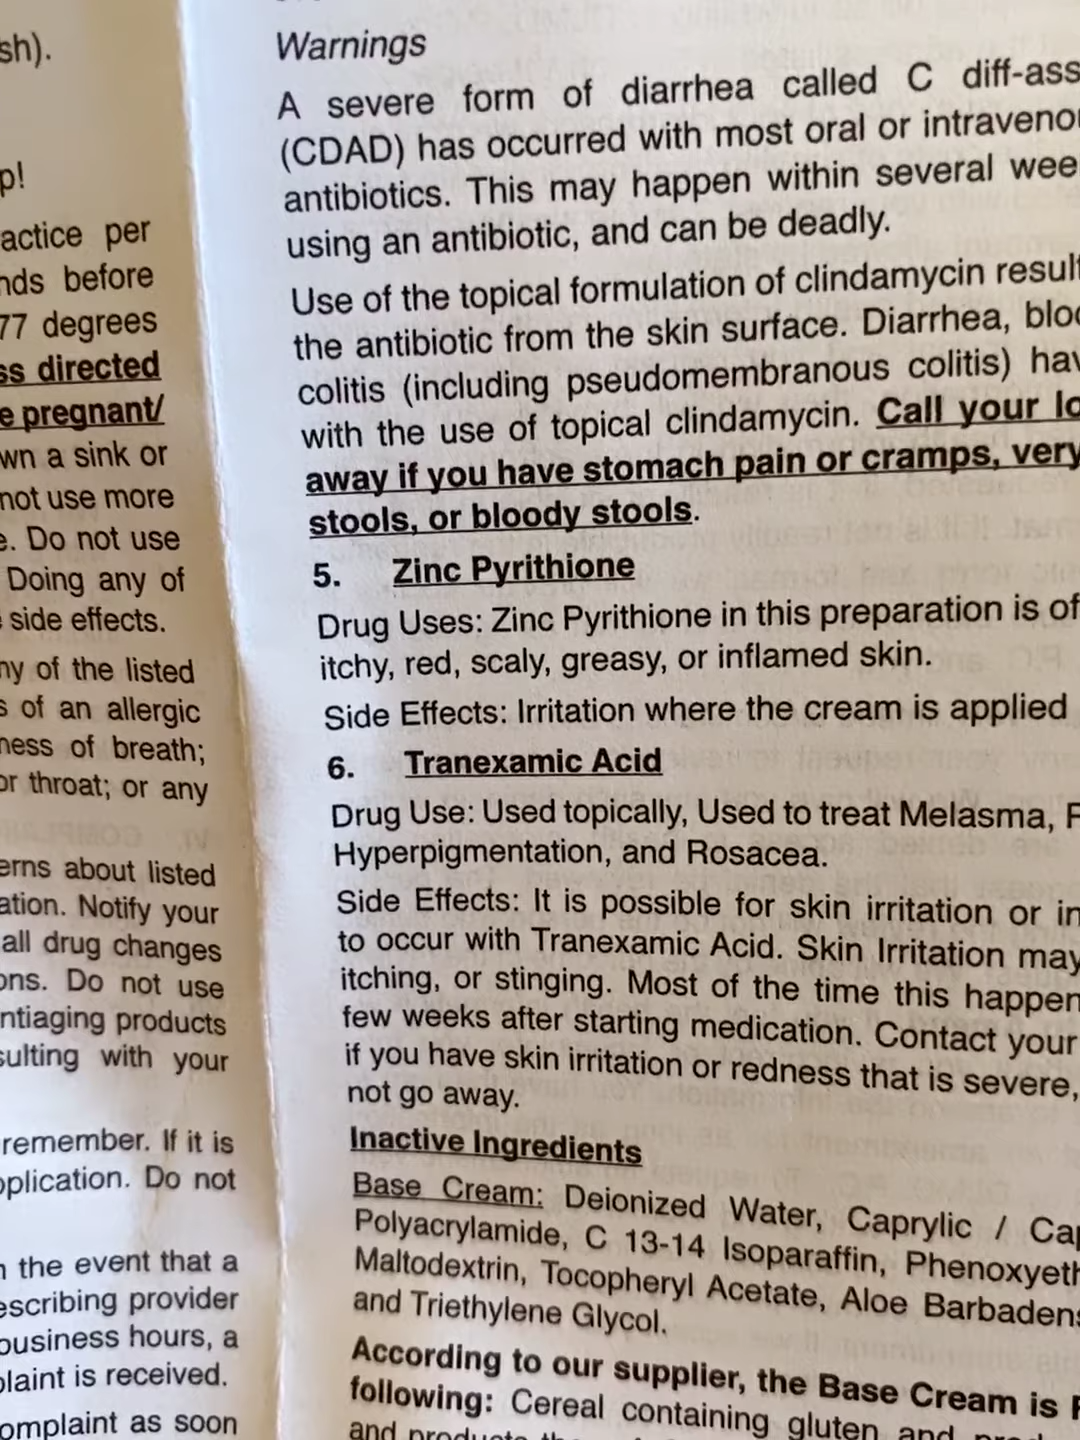 sh).
p!
actice per
nds before
77 degrees
ss directed
e pregnant/
wn a sink or
not use more
e. Do not use
Doing any of
side effects.
ny of the listed
s of an allergic
ness of breath;
or throat; or any
erns about listed
ation. Notify your
all drug changes
ons. Do not use
ntiaging products
sulting with your
remember. If it is
pplication. Do not
n the event that a
escribing provider
ousiness hours, a
plaint is received.
omplaint as soon
Warnings
A severe form of diarrhea called C diff-ass
(CDAD) has occurred with most oral or intraveno
antibiotics. This may happen within several wee
using an antibiotic, and can be deadly.
Use of the topical formulation of clindamycin result
the antibiotic from the skin surface. Diarrhea, bloo
colitis (including pseudomembranous colitis) hav
with the use of topical clindamycin. Call your lo
away if you have stomach pain or cramps, very
stools, or bloody stools.
5. Zinc Pyrithione
Drug Uses: Zinc Pyrithione in this preparation is of
itchy, red, scaly, greasy, or inflamed skin.
Side Effects: Irritation where the cream is applied
6. Tranexamic Acid
Drug Use: Used topically, Used to treat Melasma, P
Hyperpigmentation, and Rosacea.
Side Effects: It is possible for skin irritation or in
to occur with Tranexamic Acid. Skin Irritation may
itching, or stinging. Most of the time this happen
few weeks after starting medication. Contact your
if you have skin irritation or redness that is severe,
not go away.
Inactive Ingredients
Base Cream: Deionized Water, Caprylic / Cap
Polyacrylamide, C 13-14 Isoparaffin, Phenoxyeth
Maltodextrin, Tocopheryl Acetate, Aloe Barbadens
and Triethylene Glycol.
According to our supplier, the Base Cream is F
following: Cereal containing gluten and prod
and products